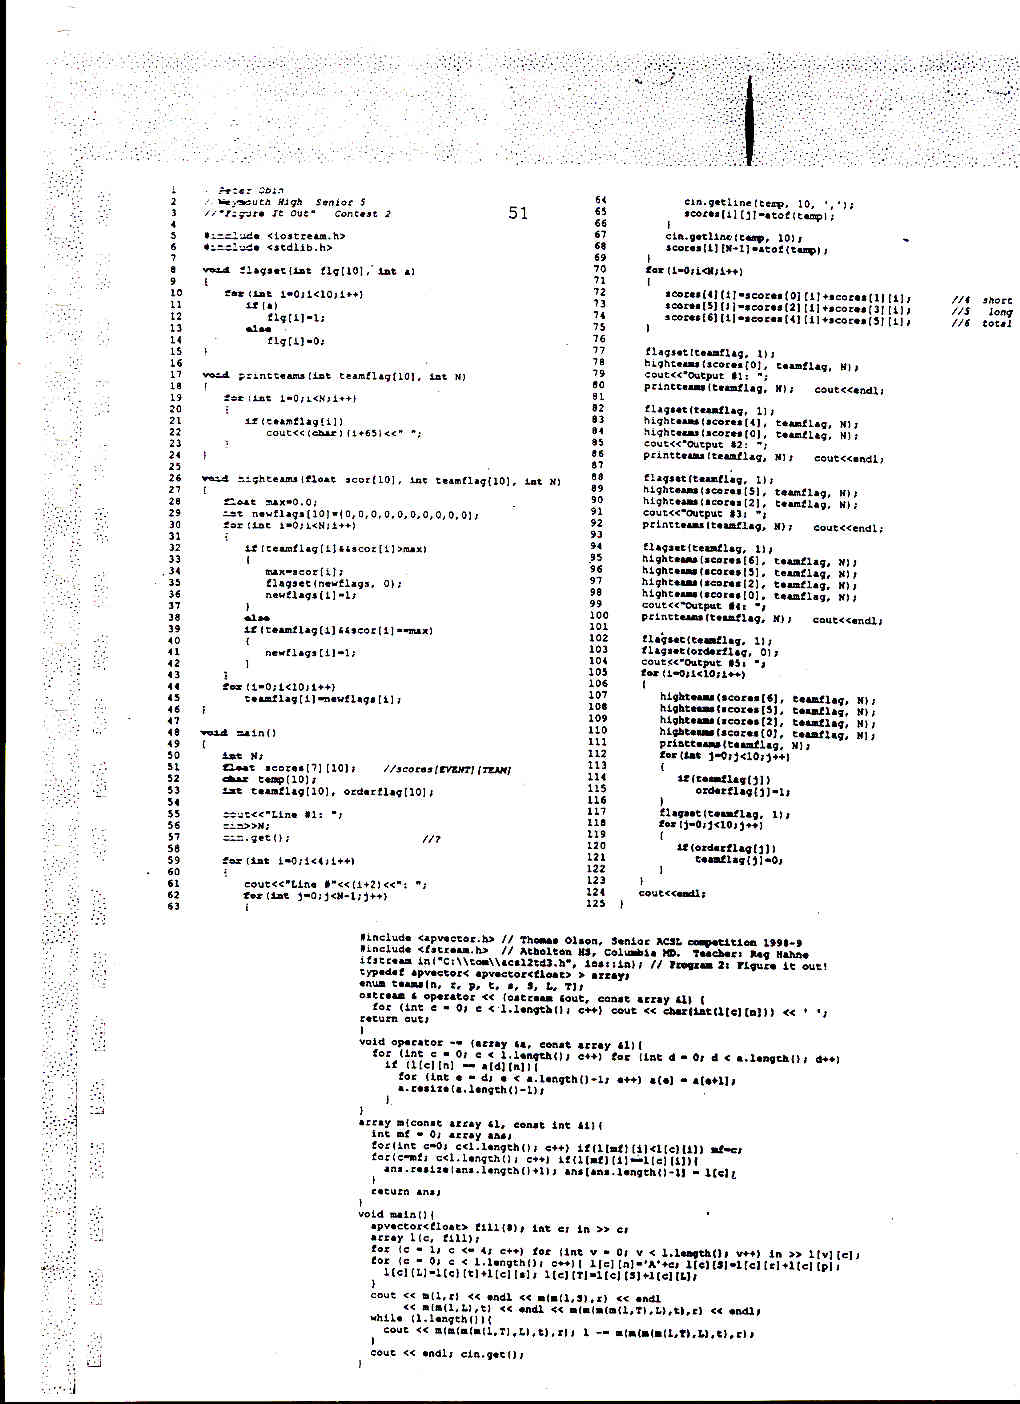 1 Peter Obin
2 Weymouth High Senior 5
3 //"Figure It Out" Contest 2
51
4
5 #include <iostream.h>
6 #include <stdlib.h>
7
8 void flagset(int flg[10], int a)
9 {
10 for(int i=0;i<10;i++)
11 if(a)
12 flg[i]=1;
13 else
14 flg[i]=0;
15 }
16
17 void printteams(int teamflag[10], int N)
18 {
19 for(int i=0;i<N;i++)
20 {
21 if(teamflag[i])
22 cout<<(char)(i+65)<<" ";
23 }
24 }
25
26 void highteams(float scor[10], int teamflag[10], int N)
27 {
28 float max=0.0;
29 int newflags[10]={0,0,0,0,0,0,0,0,0,0};
30 for(int i=0;i<N;i++)
31 {
32 if(teamflag[i]&&scor[i]>max)
33 {
34 max=scor[i];
35 flagset(newflags, 0);
36 newflags[i]=1;
37 }
38 else
39 if(teamflag[i]&&scor[i]==max)
40 {
41 newflags[i]=1;
42 }
43 }
44 for(i=0;i<10;i++)
45 teamflag[i]=newflags[i];
46 }
47
48 void main()
49 {
50 int N;
51 float scores[7][10]; //scores[EVENT][TEAM]
52 char temp[10];
53 int teamflag[10], orderflag[10];
54
55 cout<<"Line #1: ";
56 cin>>N;
57 cin.get(); //?
58
59 for(int i=0;i<4;i++)
60 {
61 cout<<"Line #"<<(i+2)<<": ";
62 for(int j=0;j<N-1;j++)
63 {
64 cin.getline(temp, 10, ',');
65 scores[i][j]=atof(temp);
66 }
67 cin.getline(temp, 10);
68 scores[i][N-1]=atof(temp);
69 }
70 for(i=0;i<N;i++)
71 {
72 scores[4][i]=scores[0][i]+scores[1][i]; //4 short
73 scores[5][i]=scores[2][i]+scores[3][i]; //5 long
74 scores[6][i]=scores[4][i]+scores[5][i]; //6 total
75 }
76
77 flagset(teamflag, 1);
78 highteams(scores[0], teamflag, N);
79 cout<<"Output #1: ";
80 printteams(teamflag, N); cout<<endl;
81
82 flagset(teamflag, 1);
83 highteams(scores[4], teamflag, N);
84 highteams(scores[0], teamflag, N);
85 cout<<"Output #2: ";
86 printteams(teamflag, N); cout<<endl;
87
88 flagset(teamflag, 1);
89 highteams(scores[5], teamflag, N);
90 highteams(scores[2], teamflag, N);
91 cout<<"Output #3: ";
92 printteams(teamflag, N); cout<<endl;
93
94 flagset(teamflag, 1);
95 highteams(scores[6], teamflag, N);
96 highteams(scores[5], teamflag, N);
97 highteams(scores[2], teamflag, N);
98 highteams(scores[0], teamflag, N);
99 cout<<"Output #4: ";
100 printteams(teamflag, N); cout<<endl;
101
102 flagset(teamflag, 1);
103 flagset(orderflag, 0);
104 cout<<"Output #5: ";
105 for(i=0;i<10;i++)
106 {
107 highteams(scores[6], teamflag, N);
108 highteams(scores[5], teamflag, N);
109 highteams(scores[2], teamflag, N);
110 highteams(scores[0], teamflag, N);
111 printteams(teamflag, N);
112 for(int j=0;j<10;j++)
113 {
114 if(teamflag[j])
115 orderflag[j]=1;
116 }
117 flagset(teamflag, 1);
118 for(j=0;j<10;j++)
119 {
120 if(orderflag[j])
121 teamflag[j]=0;
122 }
123 }
124 cout<<endl;
125 }
#include <apvector.h> // Thomas Olson, Senior ACSL competition 1998-9
#include <fstream.h> // Atholton HS, Columbia MD. Teacher: Reg Hahne
ifstream in("C:\\tom\\acsl2td3.h", ios::in); // Program 2: Figure it out!
typedef apvector< apvector<float> > array;
enum teams{n, r, p, t, s, S, L, T};
ostream & operator << (ostream &out, const array &l) {
for (int c = 0; c < l.length(); c++) cout << char(int(l[c][n])) << ' ';
return out;
}
void operator -= (array &a, const array &l){
for (int c = 0; c < l.length(); c++) for (int d = 0; d < a.length(); d++)
if (l[c][n] == a[d][n]){
for (int e = d; e < a.length()-1; e++) a[e] = a[e+1];
a.resize(a.length()-1);
}
}
array m(const array &l, const int &i){
int mf = 0; array ans;
for(int c=0; c<l.length(); c++) if(l[mf][i]<l[c][i]) mf=c;
for(c=mf; c<l.length(); c++) if(l[mf][i]==l[c][i]){
ans.resize(ans.length()+1); ans[ans.length()-1] = l[c];
}
return ans;
}
void main(){
apvector<float> fill(8); int c; in >> c;
array l(c, fill);
for (c = 1; c <= 4; c++) for (int v = 0; v < l.length(); v++) in >> l[v][c];
for (c = 0; c < l.length(); c++){ l[c][n]='A'+c; l[c][S]=l[c][r]+l[c][p];
l[c][L]=l[c][t]+l[c][s]; l[c][T]=l[c][S]+l[c][L];
}
cout << m(l,r) << endl << m(m(l,S),r) << endl
<< m(m(l,L),t) << endl << m(m(m(m(l,T),L),t),r) << endl;
while (l.length()){
cout << m(m(m(m(l,T),L),t),r); l -= m(m(m(m(l,T),L),t),r);
}
cout << endl; cin.get();
}